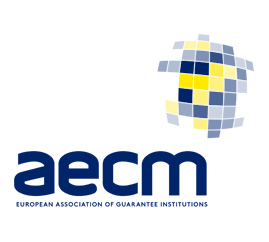 aecm
EUROPEAN ASSOCIATION OF GUARANTEE INSTITUTIONS